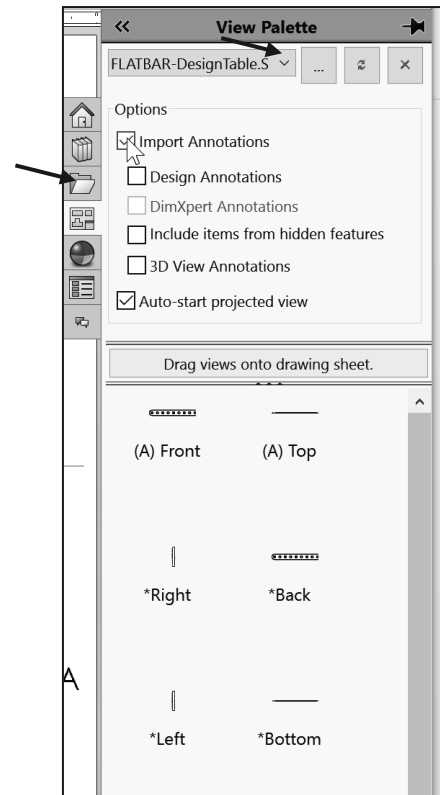 View Palette
FLATBAR-DesignTable.S
...
Options
Import Annotations
Design Annotations
DimXpert Annotations
Include items from hidden features
3D View Annotations
Auto-start projected view
Drag views onto drawing sheet.
(A) Front (A) Top
*Right *Back
A
*Left *Bottom